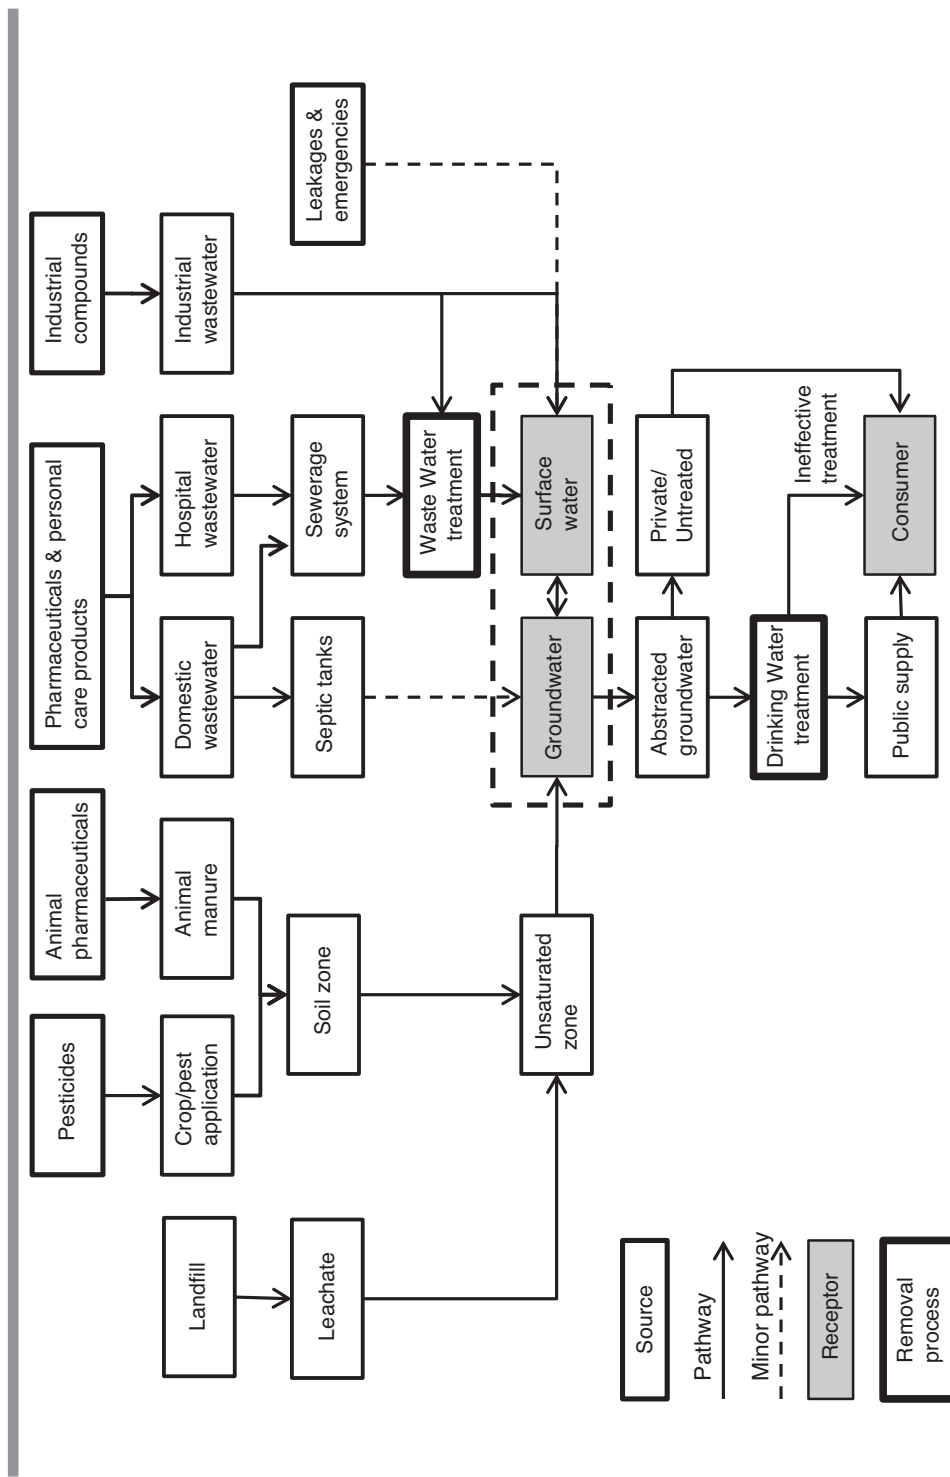 Landfill
Leachate
Pesticides
Crop/pest
application
Animal
pharmaceuticals
Animal
manure
Soil zone
Unsaturated
zone
Pharmaceuticals & personal
care products
Domestic
wastewater
Hospital
wastewater
Septic tanks
Sewerage
system
Waste Water
treatment
Industrial
compounds
Industrial
wastewater
Leakages &
emergencies
Groundwater
Surface
water
Abstracted
groundwater
Private/
Untreated
Drinking Water
treatment
Ineffective
treatment
Public supply
Consumer
Source
Pathway
Minor pathway
Receptor
Removal
process